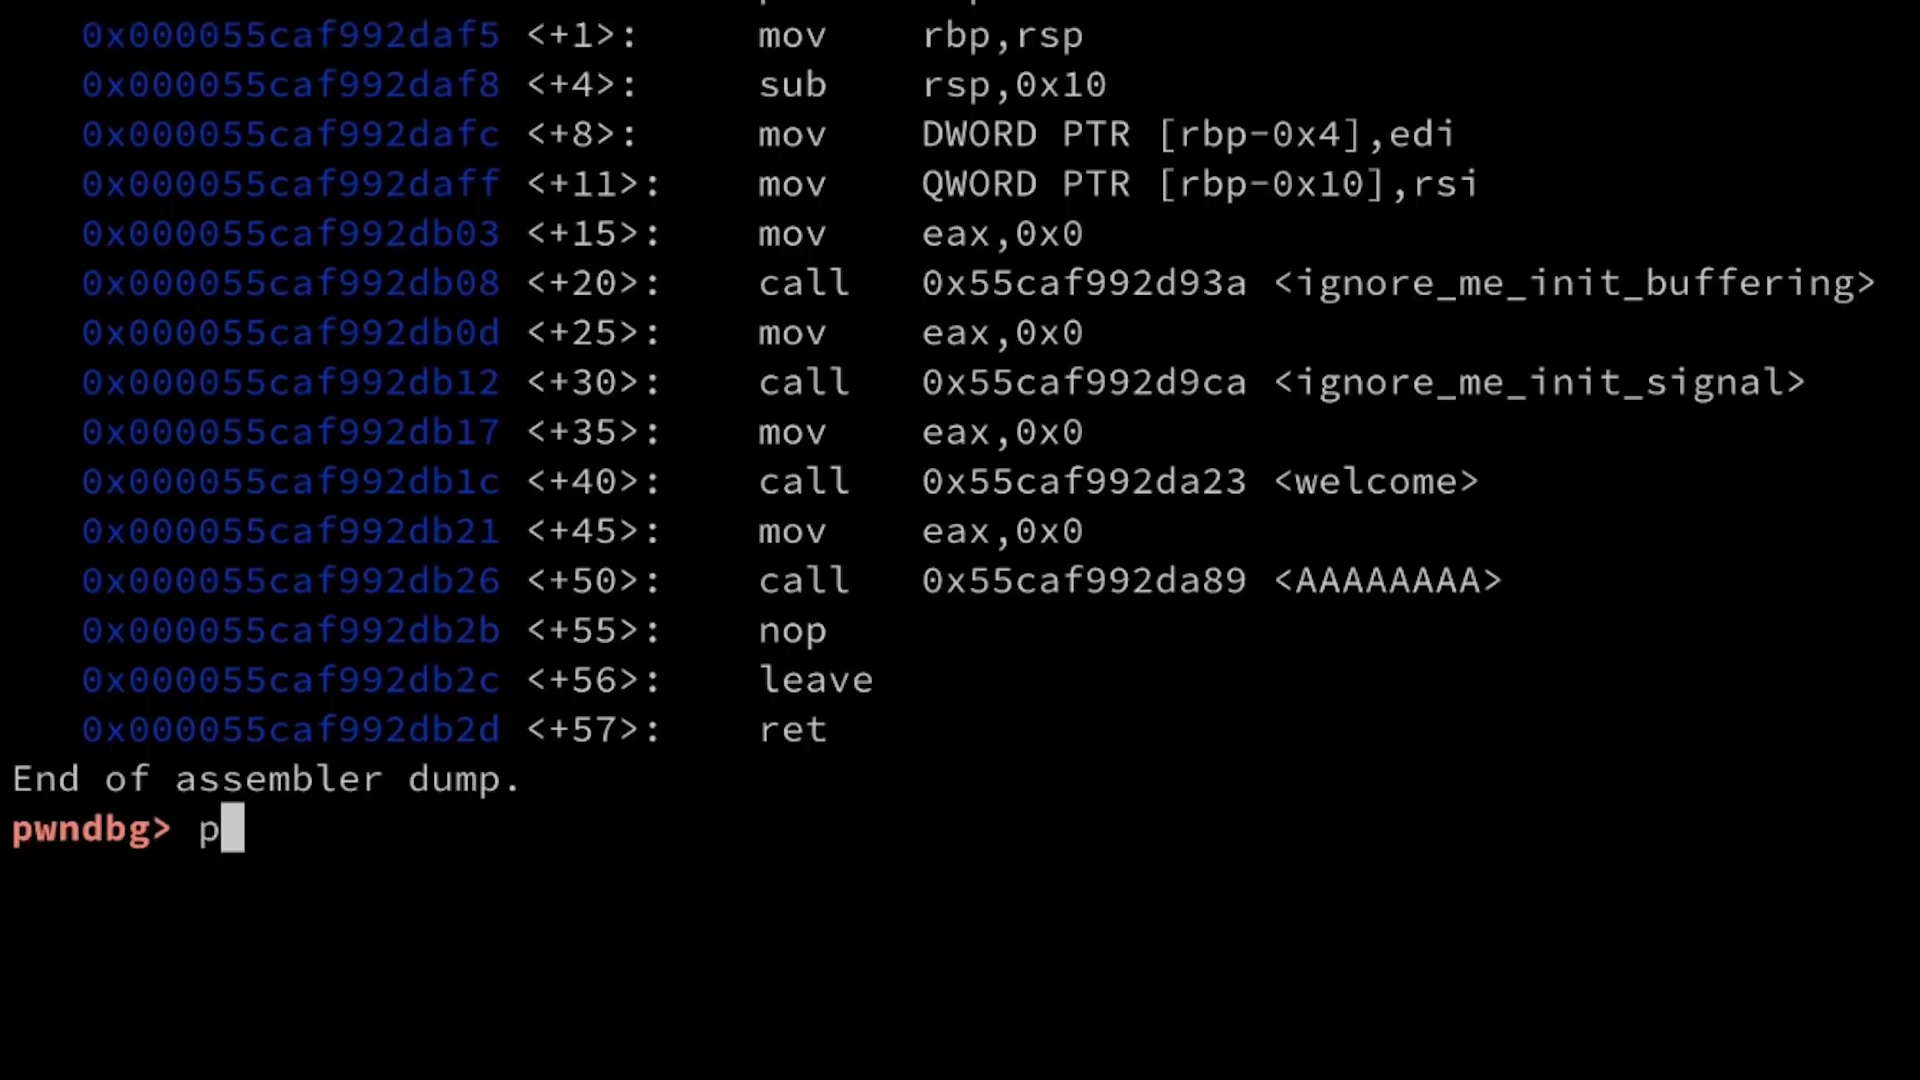 0x000055caf992daf5 <+1>: mov rbp,rsp
0x000055caf992daf8 <+4>: sub rsp,0x10
0x000055caf992dafc <+8>: mov DWORD PTR [rbp-0x4],edi
0x000055caf992daff <+11>: mov QWORD PTR [rbp-0x10],rsi
0x000055caf992db03 <+15>: mov eax,0x0
0x000055caf992db08 <+20>: call 0x55caf992d93a <ignore_me_init_buffering>
0x000055caf992db0d <+25>: mov eax,0x0
0x000055caf992db12 <+30>: call 0x55caf992d9ca <ignore_me_init_signal>
0x000055caf992db17 <+35>: mov eax,0x0
0x000055caf992db1c <+40>: call 0x55caf992da23 <welcome>
0x000055caf992db21 <+45>: mov eax,0x0
0x000055caf992db26 <+50>: call 0x55caf992da89 <AAAAAAAA>
0x000055caf992db2b <+55>: nop
0x000055caf992db2c <+56>: leave
0x000055caf992db2d <+57>: ret
End of assembler dump.
pwndbg> p